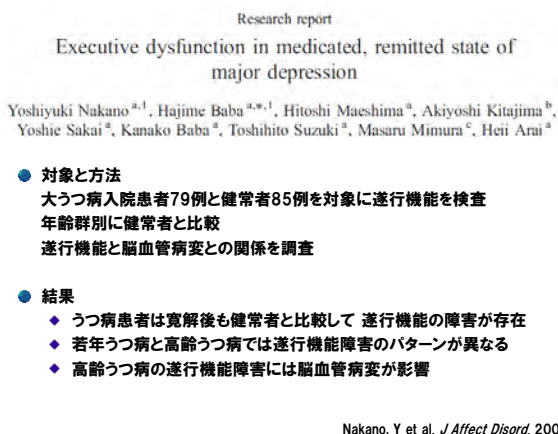 Research report
Executive dysfunction in medicated, remitted state of
major depression
Yoshiyuki Nakano a,1, Hajime Baba a,*,1, Hitoshi Maeshima a, Akiyoshi Kitajima b,
Yoshie Sakai a, Kanako Baba a, Toshihito Suzuki a, Masaru Mimura c, Heii Arai a
対象と方法
大うつ病入院患者79例と健常者85例を対象に遂行機能を検査
年齢群別に健常者と比較
遂行機能と脳血管病変との関係を調査
結果
うつ病患者は寛解後も健常者と比較して 遂行機能の障害が存在
若年うつ病と高齢うつ病では遂行機能障害のパターンが異なる
高齢うつ病の遂行機能障害には脳血管病変が影響
Nakano, Y et al. J Affect Disord, 200